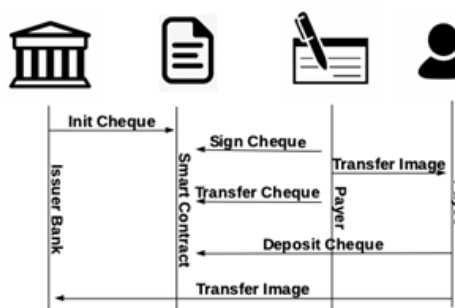 Init Cheque
Sign Cheque
Transfer Image
Transfer Cheque
Issuer Bank
Smart Contract
Payer
Deposit Cheque
Transfer Image